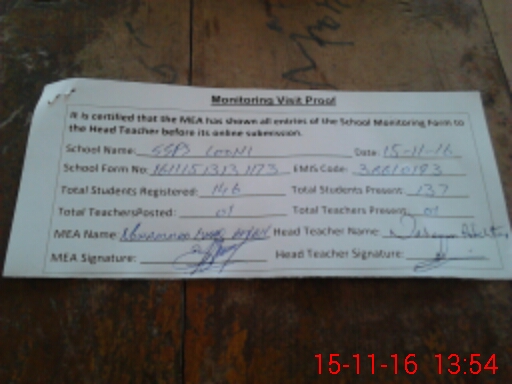 Monitoring Visit Proof
It is certified that the MEA has shown all entries of the School Monitoring Form to
the Head Teacher before its online submission.
School Name: Date: 15-11-16
School Form No: EMIS Code:
Total Students Registered: 146 Total Students Present: 137
Total TeachersPosted: 01 Total Teachers Present: 01
MEA Name: Muhammad Head Teacher Name:
MEA Signature: Head Teacher Signature:
15-11-16 13:54